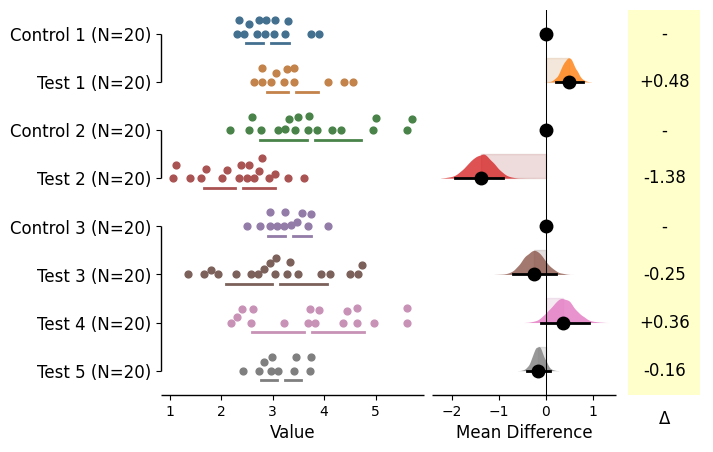 Control 1 (N=20) -
Test 1 (N=20) +0.48
Control 2 (N=20) -
Test 2 (N=20) -1.38
Control 3 (N=20) -
Test 3 (N=20) -0.25
Test 4 (N=20) +0.36
Test 5 (N=20) -0.16
1 2 3 4 5 −2 −1 0 1
Value Mean Difference Δ